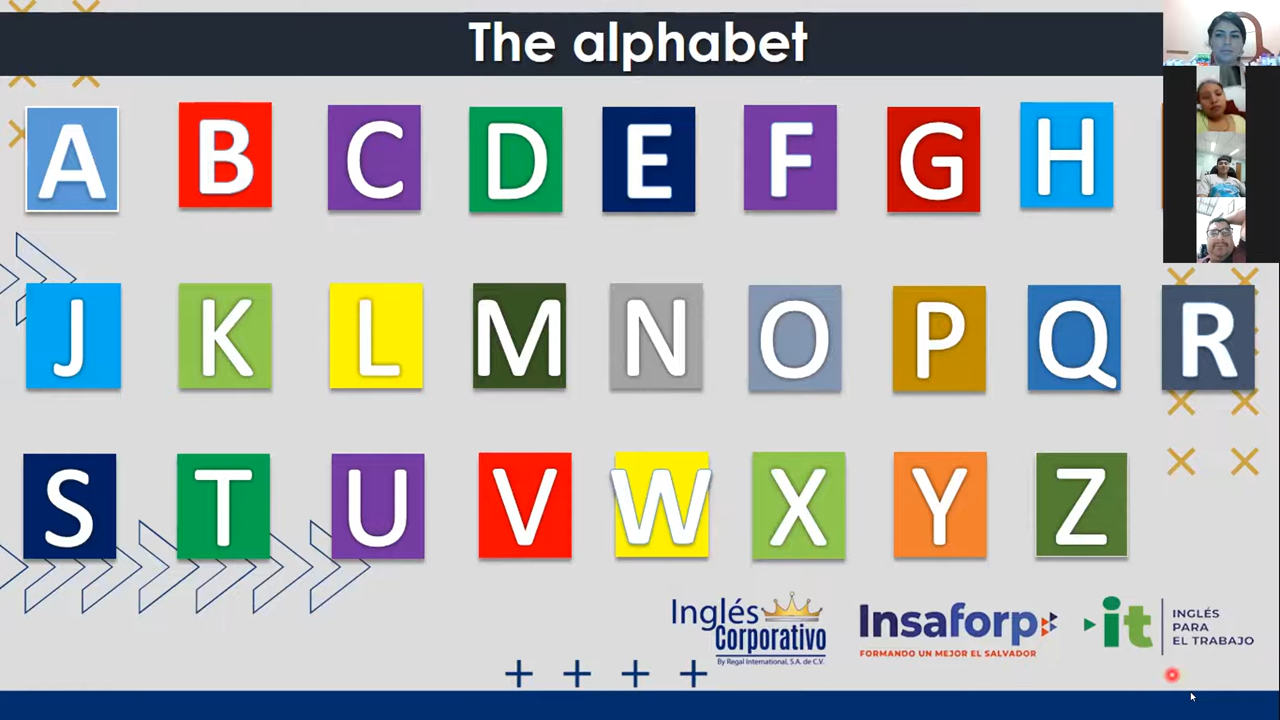 The alphabet
A B C D E F G H
J K L M N O P Q R
S T U V W X Y Z
Inglés
Corporativo
By Regal International, S.A. de C.V.
Insaforp
FORMANDO UN MEJOR EL SALVADOR
it
INGLÉS
PARA
EL TRABAJO